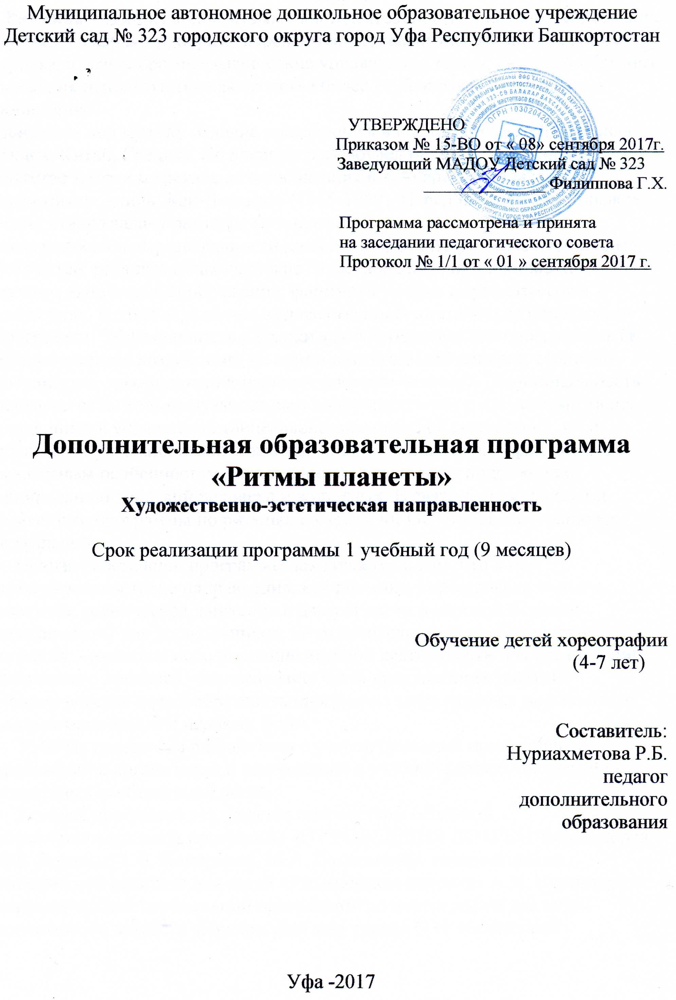 Муниципальное автономное дошкольное образовательное учреждение
Детский сад № 323 городского округа город Уфа Республики Башкортостан
УТВЕРЖДЕНО
Приказом № 15-ВО от « 08» сентября 2017г.
Заведующий МАДОУ Детский сад № 323
Филиппова Г.Х.
ОГРН 1030204208165
0276053916
Программа рассмотрена и принята
на заседании педагогического совета
Протокол № 1/1 от « 01 » сентября 2017 г.
Дополнительная образовательная программа
«Ритмы планеты»
Художественно-эстетическая направленность
Срок реализации программы 1 учебный год (9 месяцев)
Обучение детей хореографии
(4-7 лет)
Составитель:
Нуриахметова Р.Б.
педагог
дополнительного
образования
Уфа -2017